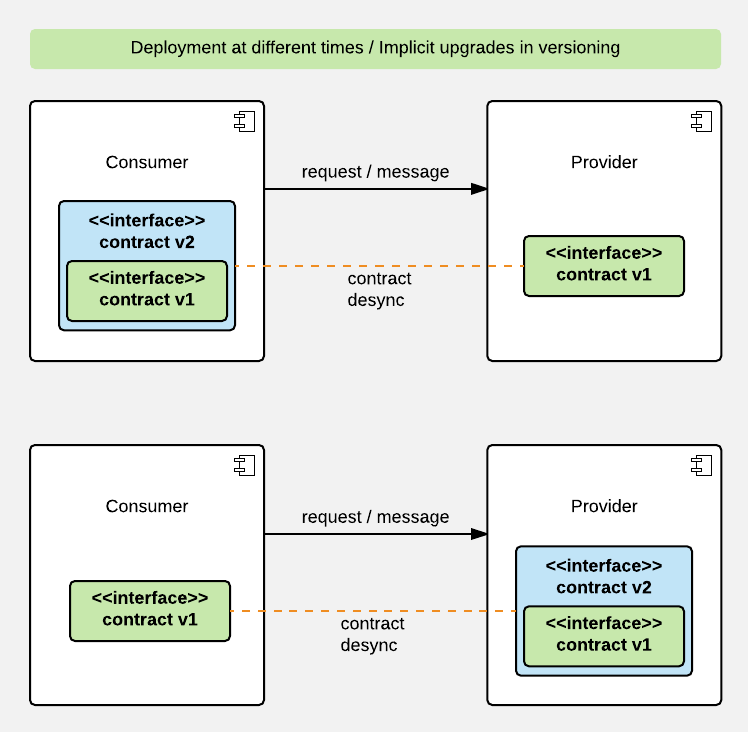 Deployment at different times / Implicit upgrades in versioning
Consumer
<<interface>>
contract v2
<<interface>>
contract v1
request / message
contract
desync
Provider
<<interface>>
contract v1
Consumer
<<interface>>
contract v1
request / message
contract
desync
Provider
<<interface>>
contract v2
<<interface>>
contract v1